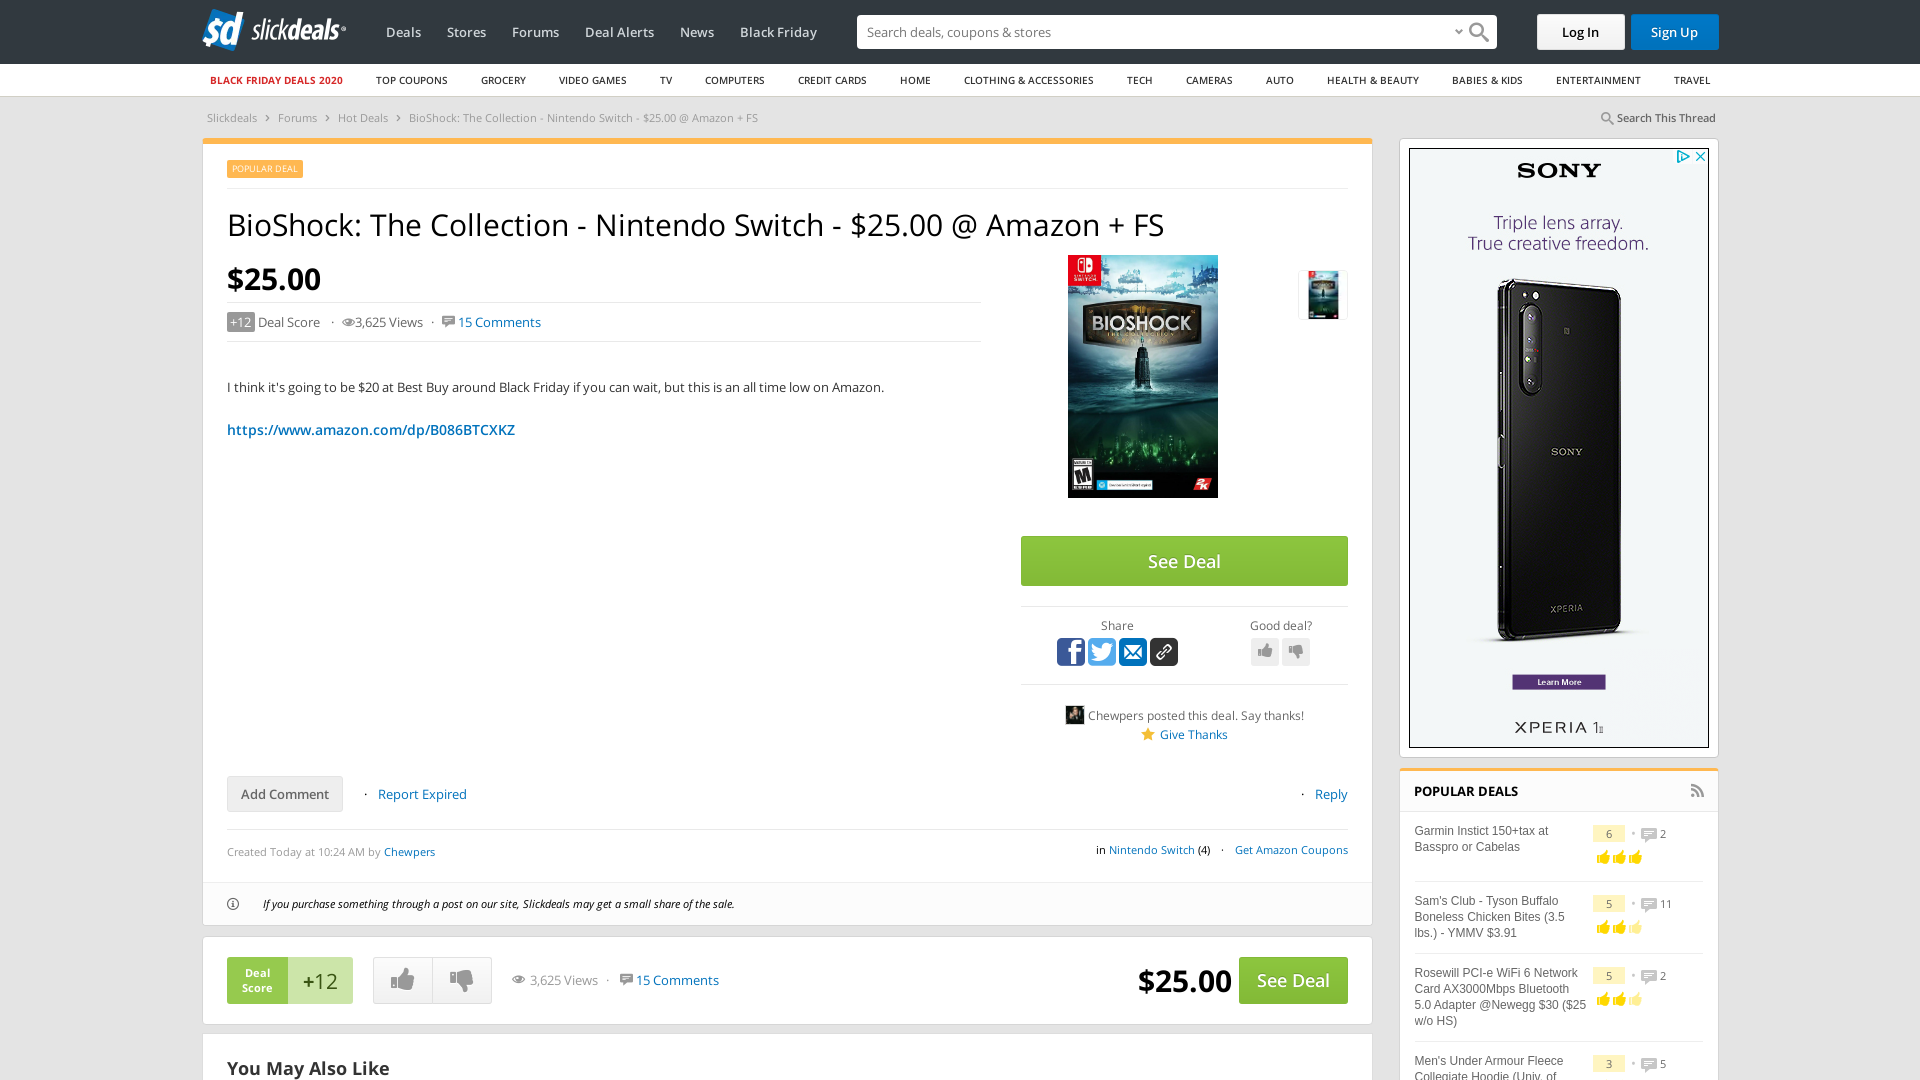 sd slickdeals
Deals Stores Forums Deal Alerts News Black Friday
Search deals, coupons & stores
Log In Sign Up
BLACK FRIDAY DEALS 2020 TOP COUPONS GROCERY VIDEO GAMES TV COMPUTERS CREDIT CARDS HOME CLOTHING & ACCESSORIES TECH CAMERAS AUTO HEALTH & BEAUTY BABIES & KIDS ENTERTAINMENT TRAVEL
Slickdeals › Forums › Hot Deals › BioShock: The Collection - Nintendo Switch - $25.00 @ Amazon + FS
Search This Thread
POPULAR DEAL
BioShock: The Collection - Nintendo Switch - $25.00 @ Amazon + FS
$25.00
+12 Deal Score · 3,625 Views · 15 Comments
I think it's going to be $20 at Best Buy around Black Friday if you can wait, but this is an all time low on Amazon.
https://www.amazon.com/dp/B086BTCXKZ
BIOSHOCK
THE COLLECTION
M
2K
See Deal
Share
Good deal?
Chewpers posted this deal. Say thanks!
Give Thanks
Add Comment · Report Expired
· Reply
Created Today at 10:24 AM by Chewpers
in Nintendo Switch (4) · Get Amazon Coupons
If you purchase something through a post on our site, Slickdeals may get a small share of the sale.
Deal
Score
+12
3,625 Views · 15 Comments
$25.00 See Deal
You May Also Like
SONY
Triple lens array.
True creative freedom.
SONY
XPERIA
Learn More
XPERIA 1II
POPULAR DEALS
Garmin Instict 150+tax at
Basspro or Cabelas
6 • 2
Sam's Club - Tyson Buffalo
Boneless Chicken Bites (3.5
lbs.) - YMMV $3.91
5 • 11
Rosewill PCI-e WiFi 6 Network
Card AX3000Mbps Bluetooth
5.0 Adapter @Newegg $30 ($25
w/o HS)
5 • 2
Men's Under Armour Fleece
Collegiate Hoodie (Univ. of
3 • 5